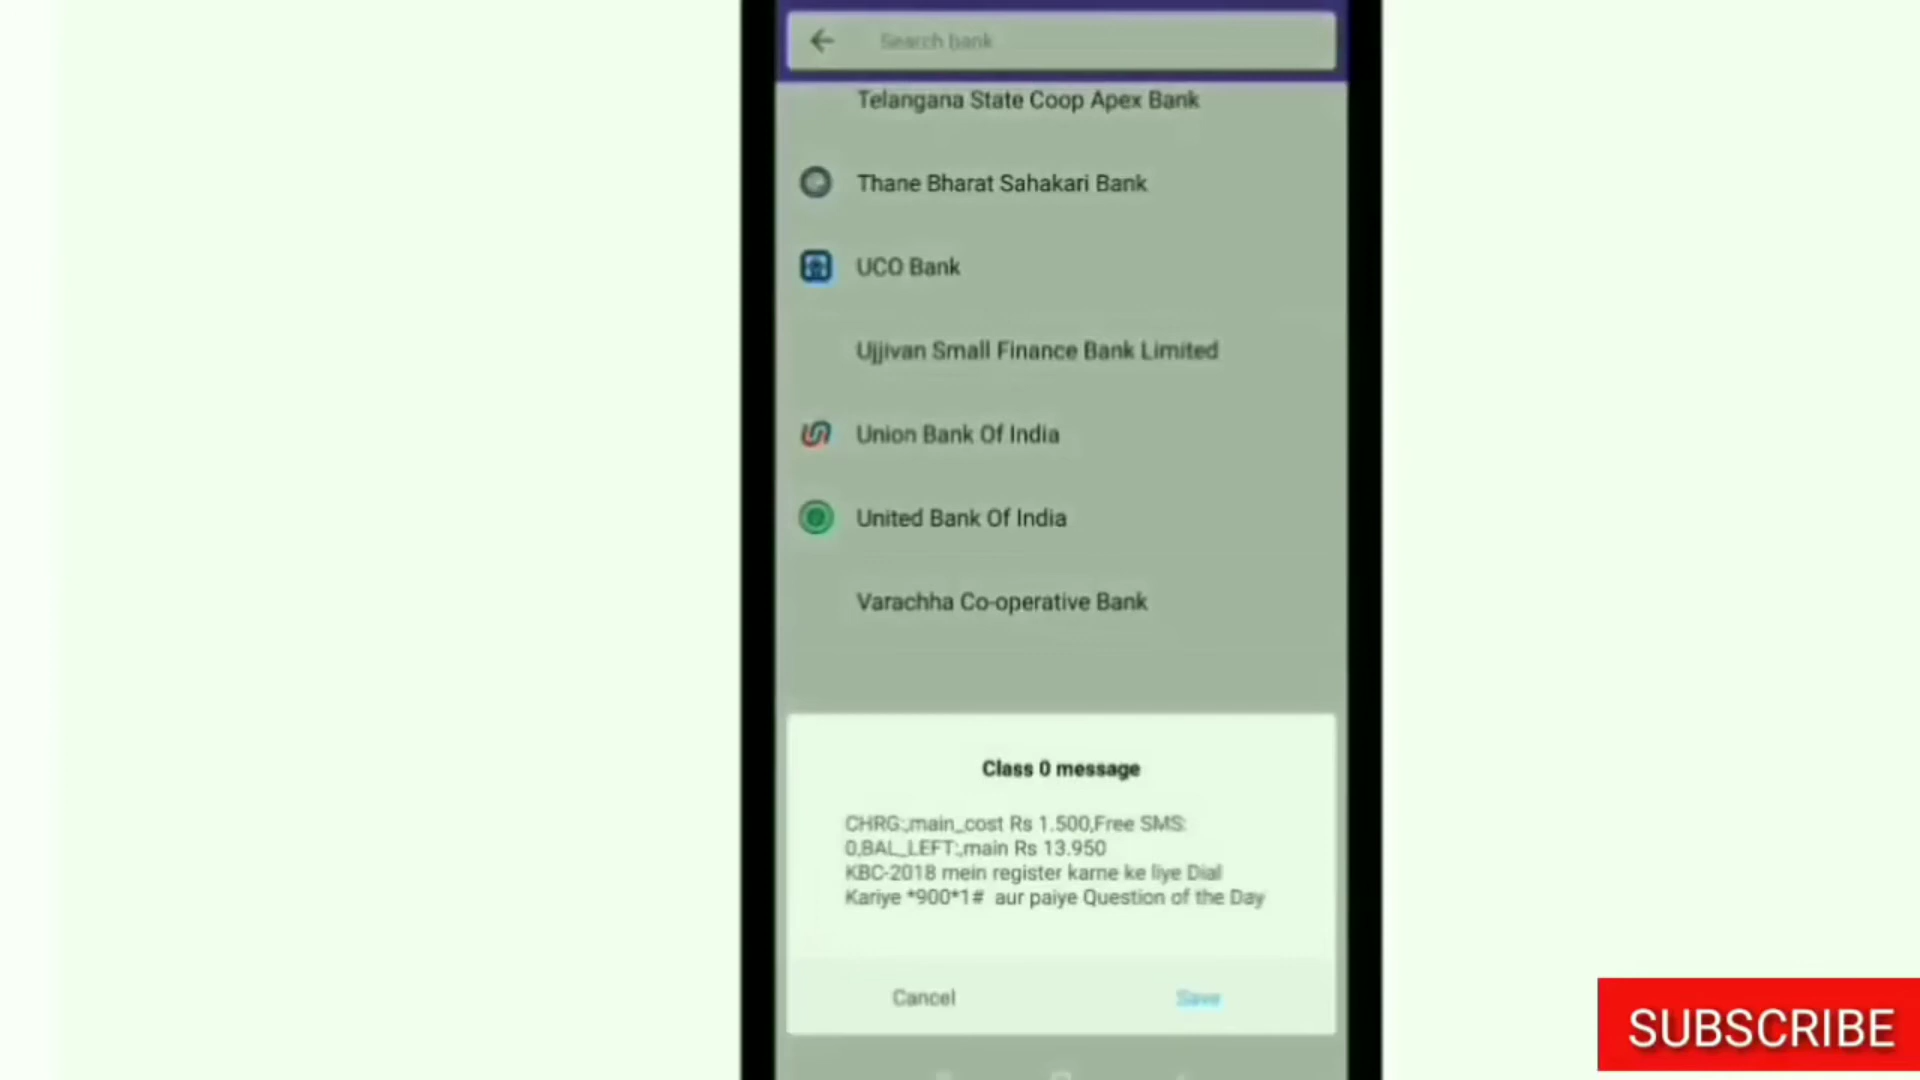 Search bank
Telangana State Coop Apex Bank
Thane Bharat Sahakari Bank
UCO Bank
Ujjivan Small Finance Bank Limited
Union Bank Of India
United Bank Of India
Varachha Co-operative Bank
Class 0 message
CHRG:,main_cost Rs 1.500,Free SMS:
0,BAL_LEFT:,main Rs 13.950
KBC-2018 mein register karne ke liye Dial
Kariye *900*1# aur paiye Question of the Day
Cancel
Save
SUBSCRIBE